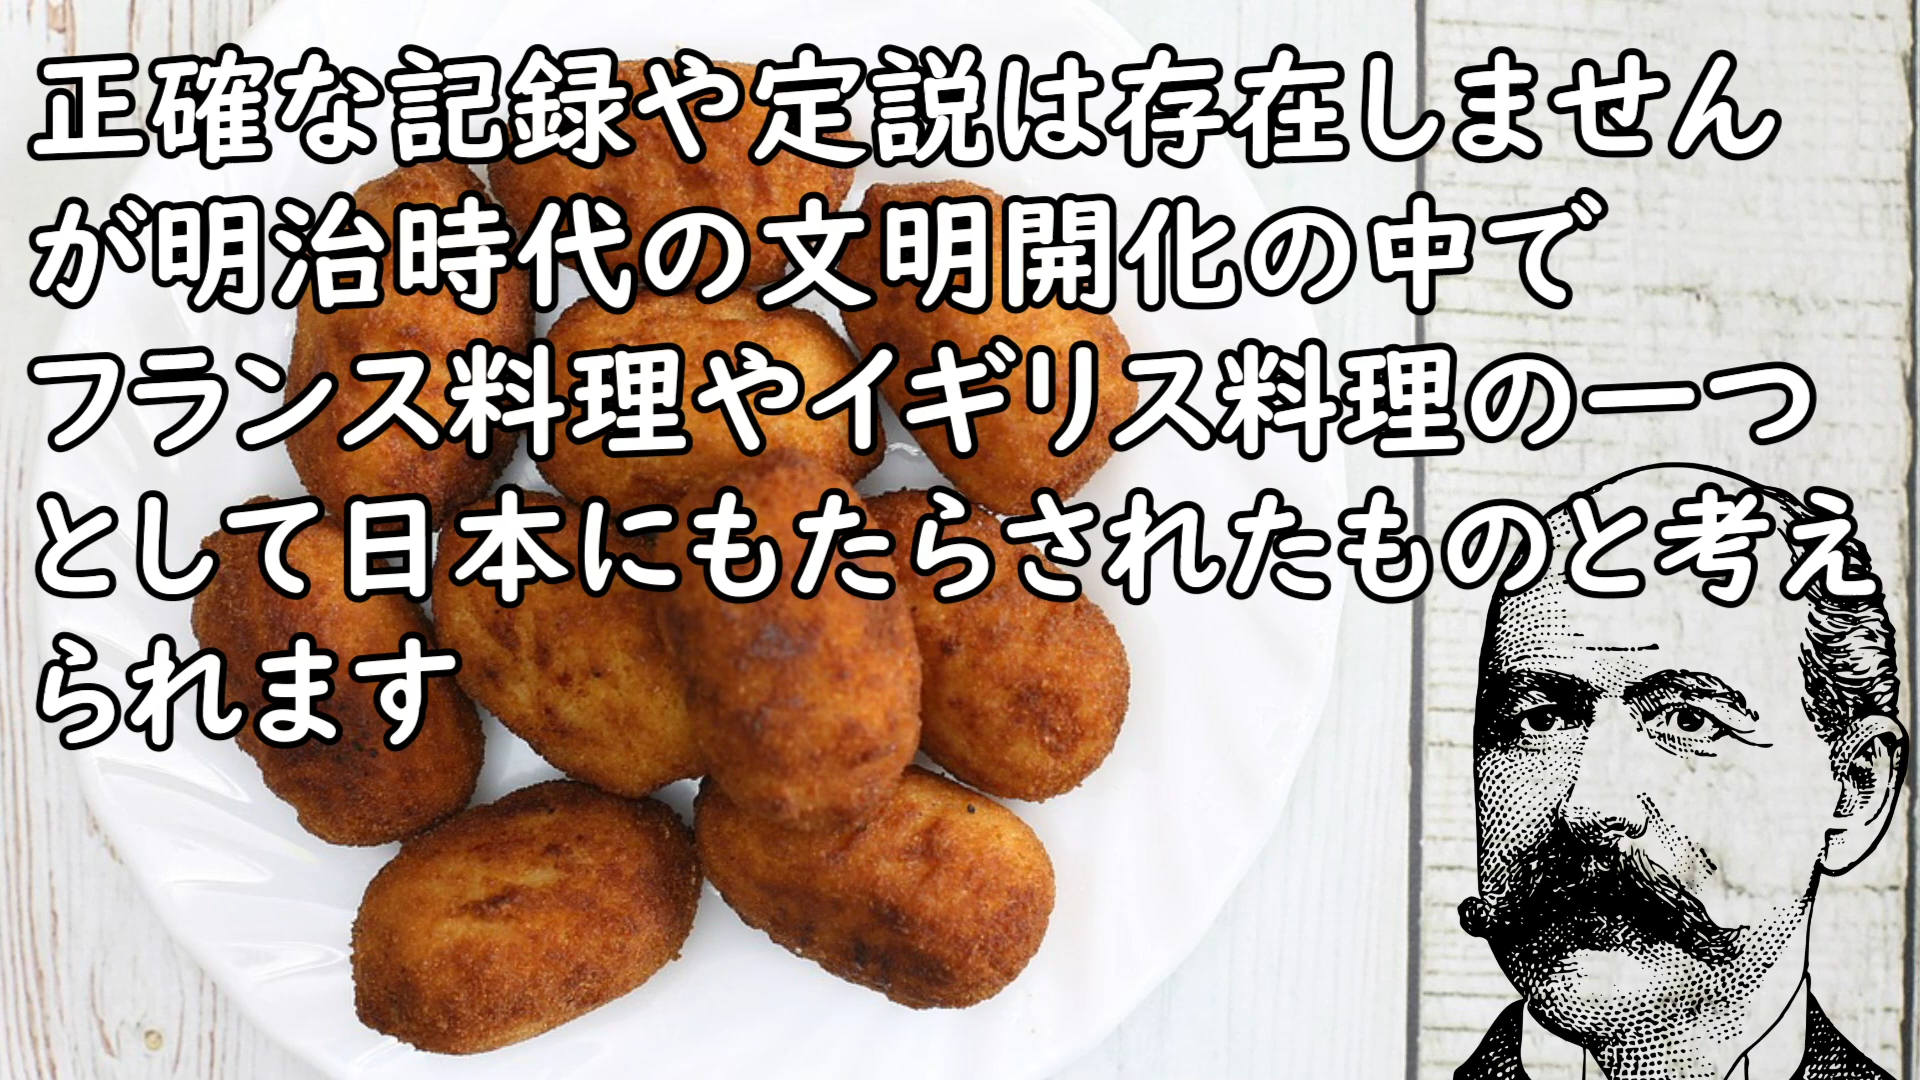 正確な記録や定説は存在しません
が明治時代の文明開化の中で
フランス料理やイギリス料理の一つ
として日本にもたらされたものと考え
られます